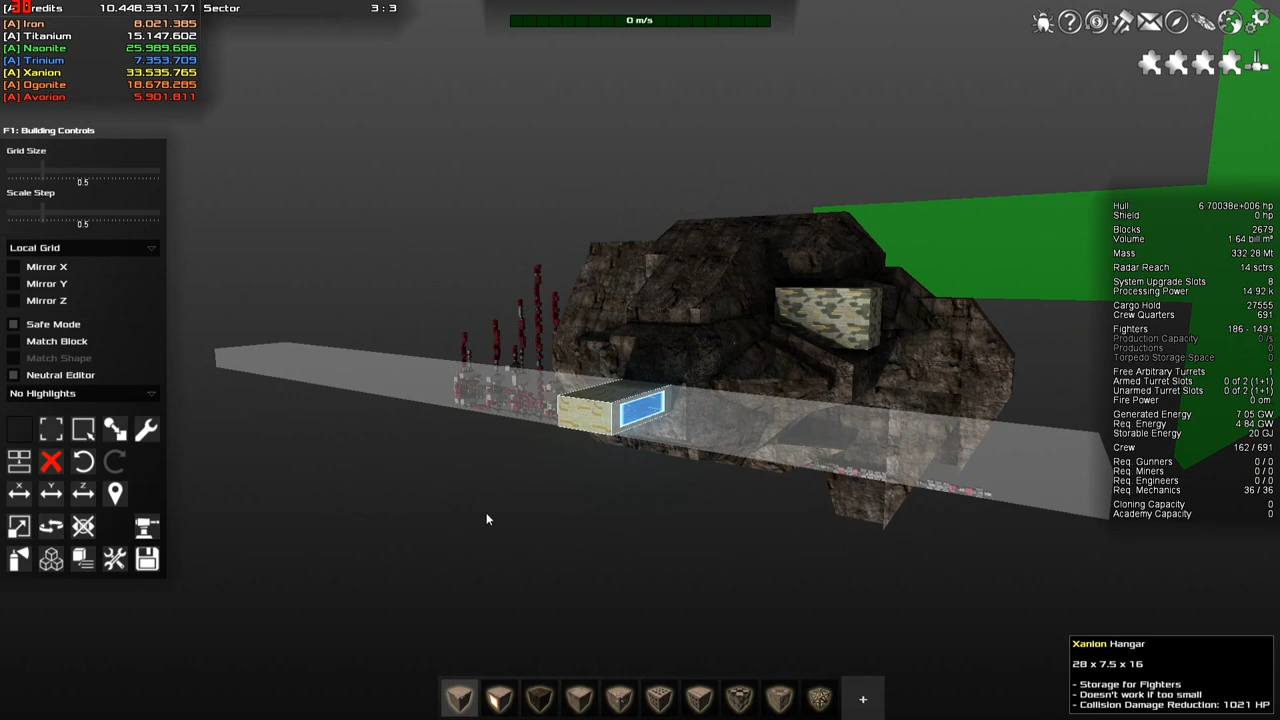 [A] redits 10.448.331.171 Sector 3 : 3
0 m/s
[A] Iron 8.021.385
[A] Titanium 15.147.602
[A] Naonite 25.989.686
[A] Trinium 7.353.709
[A] Xanion 33.535.765
[A] Ogonite 18.678.285
[A] Avorion 5.901.811
F1: Building Controls
Grid Size
0.5
Scale Step
0.5
Local Grid
Mirror X
Mirror Y
Mirror Z
Safe Mode
Match Block
Match Shape
Neutral Editor
No Highlights
X Y Z
Hull 6.70038e+006 hp
Shield 0 hp
Blocks 2679
Volume 1.64 bill m³
Mass 332.28 Mt
Radar Reach 14 sctrs
System Upgrade Slots 8
Processing Power 14.92 k
Cargo Hold 27555
Crew Quarters 691
Fighters 186 - 1491
Production Capacity 0 /s
Productions 0
Torpedo Storage Space 0
Free Arbitrary Turrets 1
Armed Turret Slots 0 of 2 (1+1)
Unarmed Turret Slots 0 of 2 (1+1)
Fire Power 0 om
Generated Energy 7.05 GW
Req. Energy 4.84 GW
Storable Energy 20 GJ
Crew 162 / 691
Req. Gunners 0 / 0
Req. Miners 0 / 0
Req. Engineers 0 / 0
Req. Mechanics 36 / 36
Cloning Capacity 0
Academy Capacity 0
Xanion Hangar
28 x 7.5 x 16
- Storage for Fighters
- Doesn't work if too small
- Collision Damage Reduction: 1021 HP
+